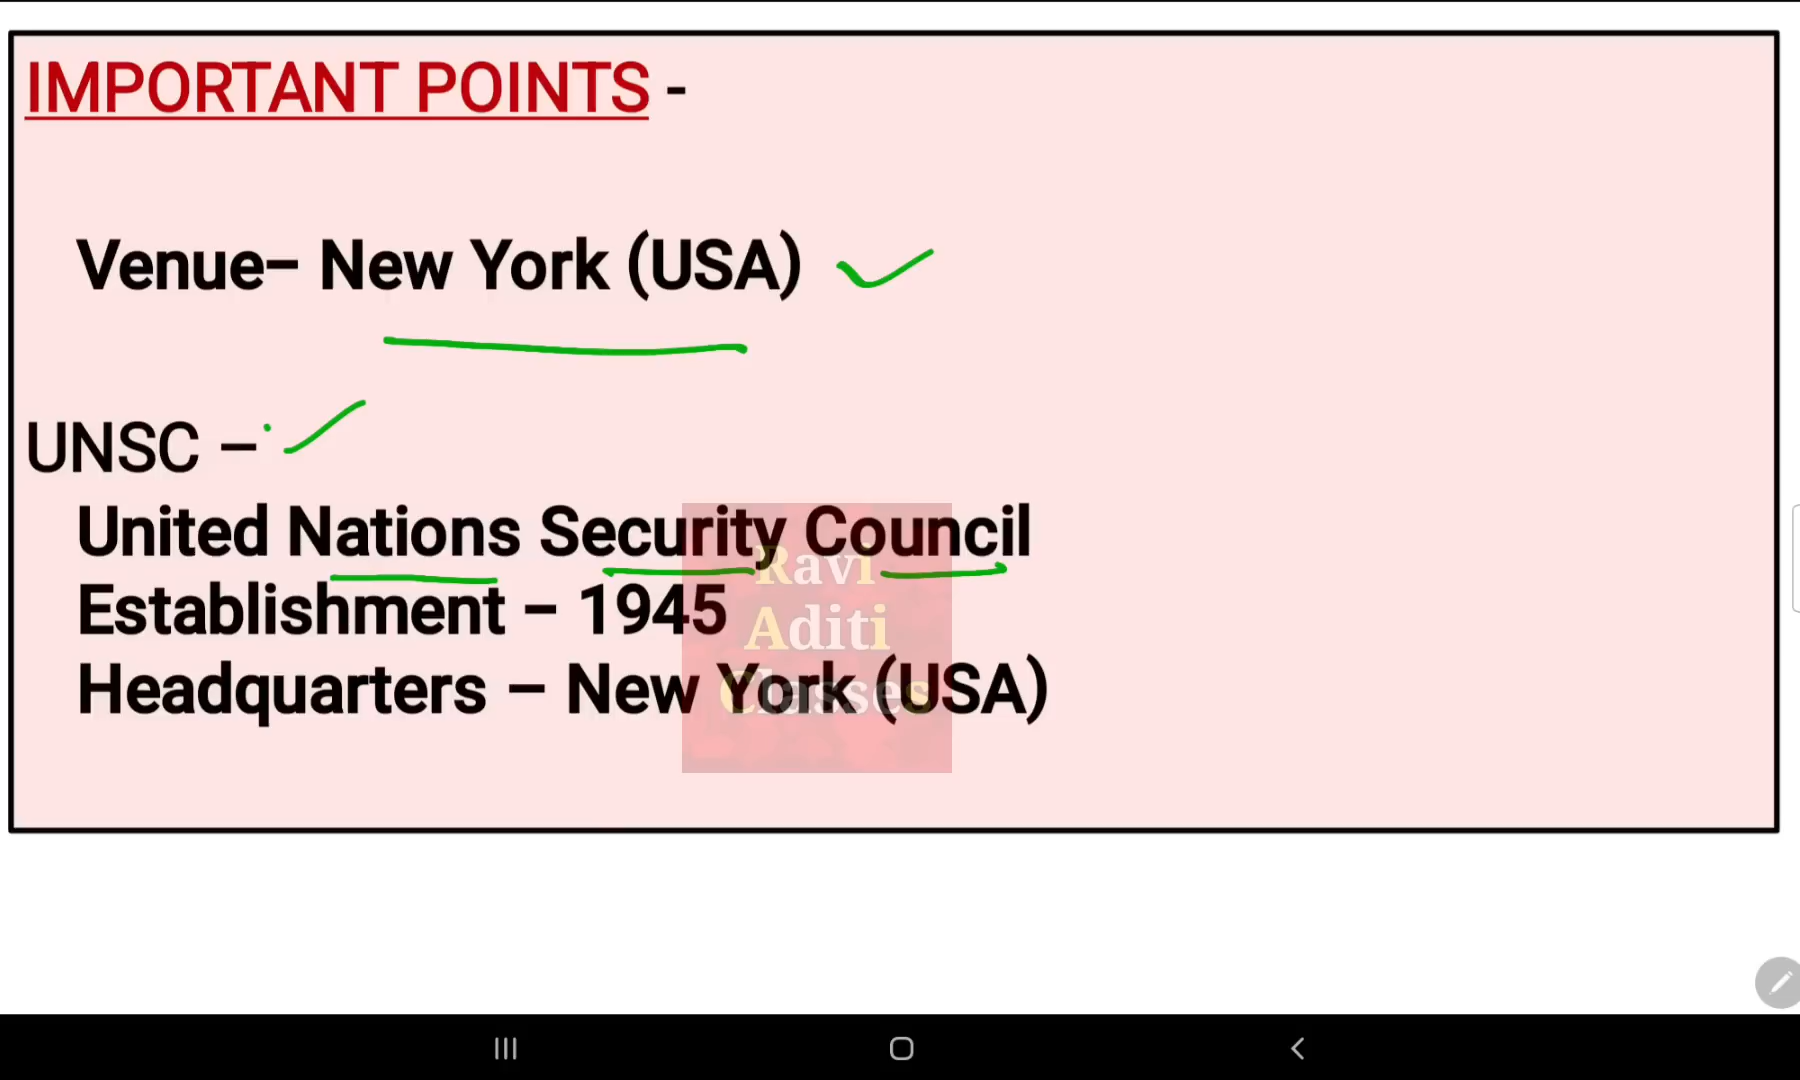 IMPORTANT POINTS -
Venue– New York (USA)
UNSC –
United Nations Security Council
Establishment – 1945
Headquarters – New York (USA)
Ravi
Aditi
Classes